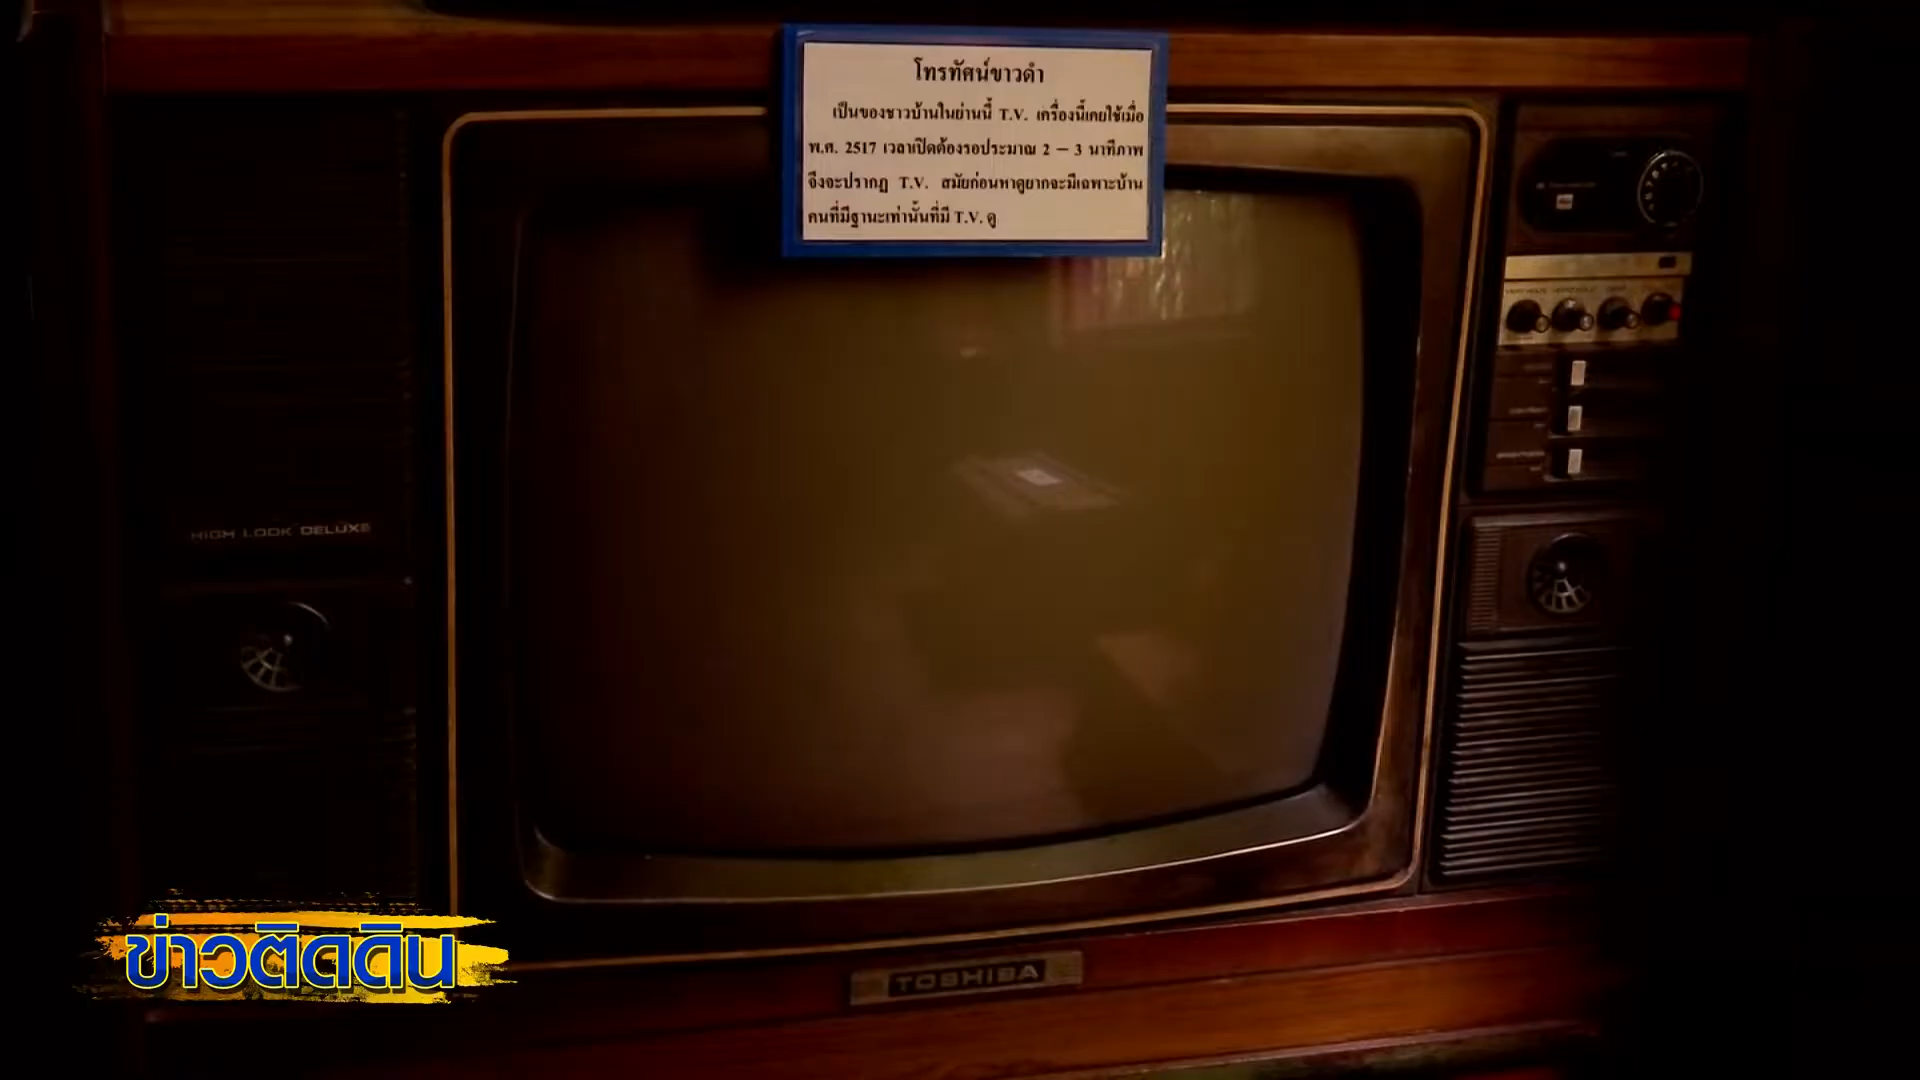 โทรทัศน์ขาวดำ
เป็นของชาวบ้านในย่านนี้ T.V. เครื่องนี้เคยใช้เมื่อ
พ.ศ. 2517 เวลาเปิดต้องรอประมาณ 2 – 3 นาทีภาพ
จึงจะปรากฏ T.V. สมัยก่อนหาดูยากจะมีเฉพาะบ้าน
คนที่มีฐานะเท่านั้นที่มี T.V. ดู
HIGH LOOK DELUXE
ข่าวติดดิน
TOSHIBA